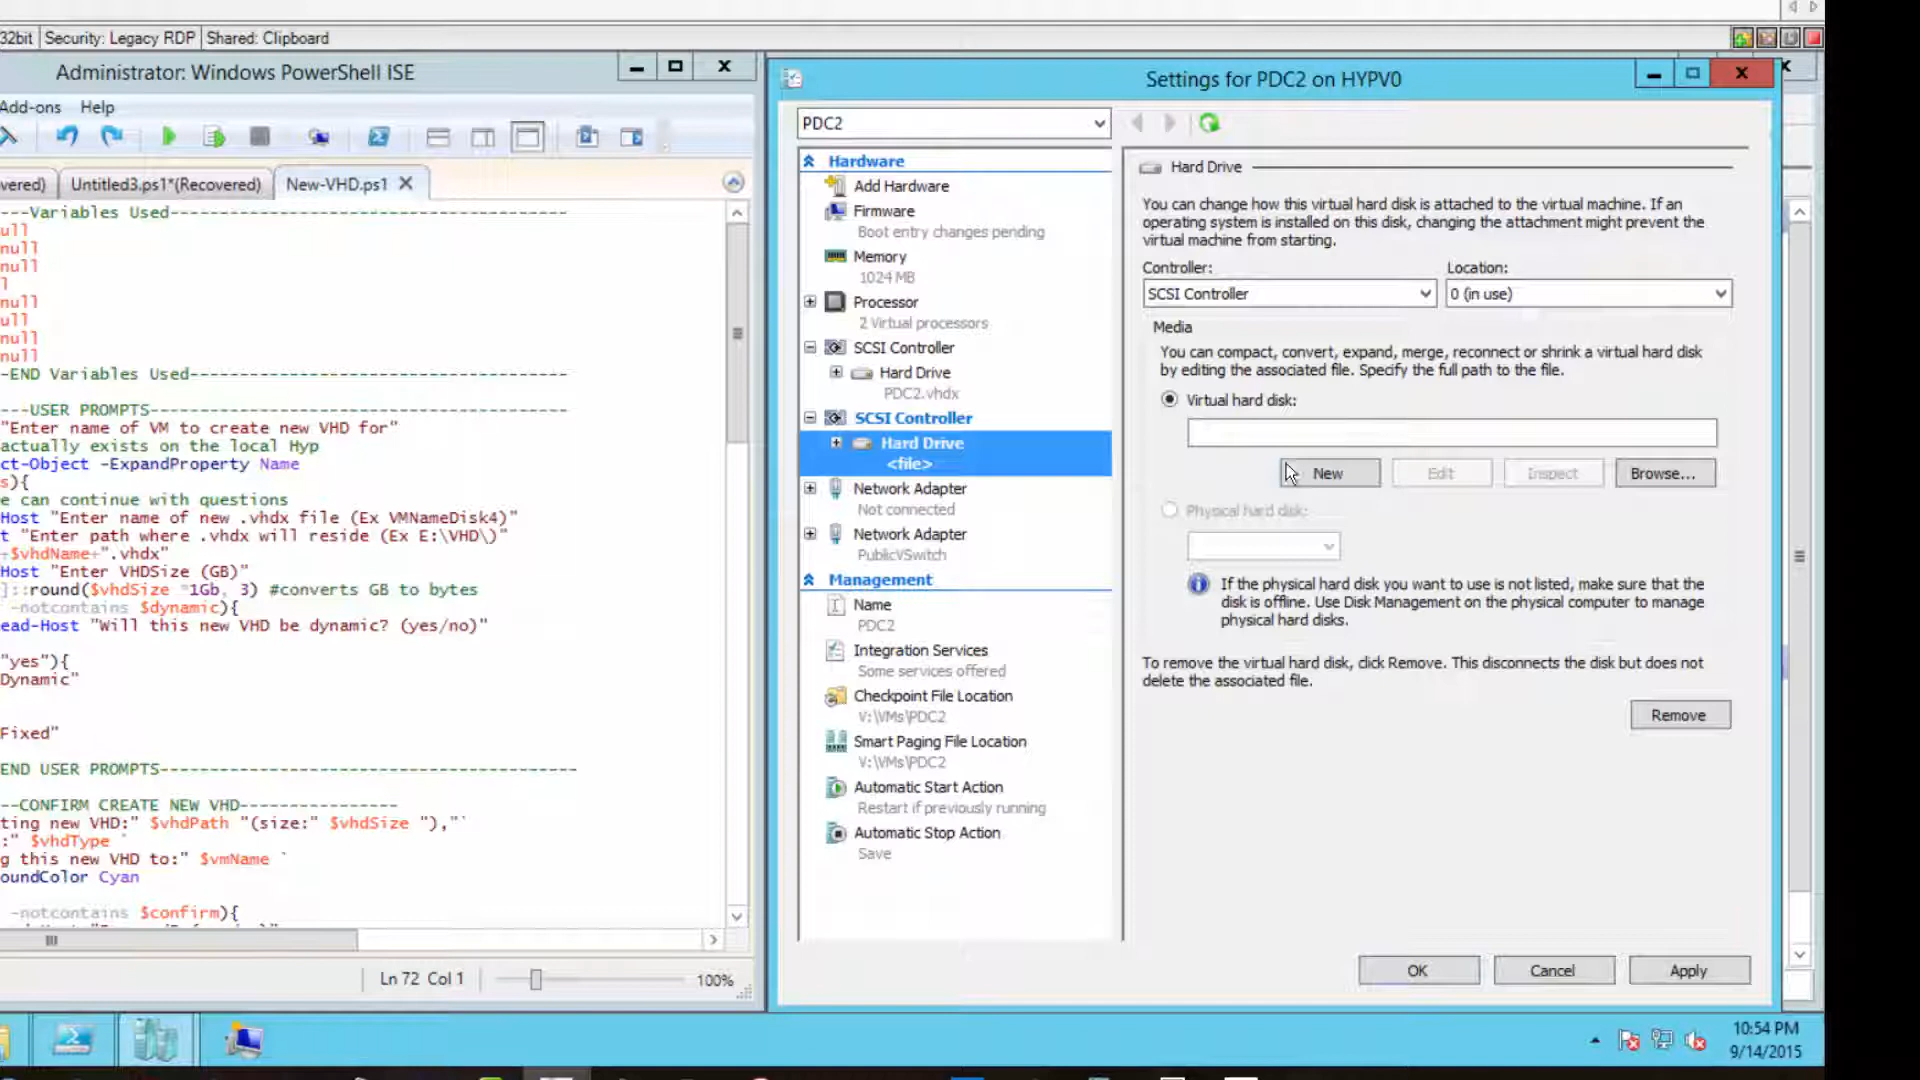 32bit Security: Legacy RDP Shared: Clipboard
Administrator: Windows PowerShell ISE
Add-ons Help
vered) Untitled3.ps1*(Recovered) New-VHD.ps1
---Variables Used--------------------------------------------
ull
null
null
l
null
ull
null
null
-END Variables Used------------------------------------------
---USER PROMPTS----------------------------------------------
"Enter name of VM to create new VHD for"
actually exists on the local Hyp
ct-Object -ExpandProperty Name
s){
e can continue with questions
Host "Enter name of new .vhdx file (Ex VMNameDisk4)"
t "Enter path where .vhdx will reside (Ex E:\VHD\)"
+$vhdName+".vhdx"
Host "Enter VHDSize (GB)"
]::round($vhdSize *1Gb, 3) #converts GB to bytes
-notcontains $dynamic){
ead-Host "Will this new VHD be dynamic? (yes/no)"
"yes"){
Dynamic"
Fixed"
END USER PROMPTS----------------------------------------------
--CONFIRM CREATE NEW VHD----------------
ting new VHD:" $vhdPath "(size:" $vhdSize "),"`
:" $vhdType `
g this new VHD to:" $vmName `
oundColor Cyan
-notcontains $confirm){
Ln 72 Col 1 100%
Settings for PDC2 on HYPV0
PDC2
Hardware
Add Hardware
Firmware
Boot entry changes pending
Memory
1024 MB
Processor
2 Virtual processors
SCSI Controller
Hard Drive
PDC2.vhdx
SCSI Controller
Hard Drive
<file>
Network Adapter
Not connected
Network Adapter
PublicVSwitch
Management
Name
PDC2
Integration Services
Some services offered
Checkpoint File Location
V:\VMs\PDC2
Smart Paging File Location
V:\VMs\PDC2
Automatic Start Action
Restart if previously running
Automatic Stop Action
Save
Hard Drive
You can change how this virtual hard disk is attached to the virtual machine. If an
operating system is installed on this disk, changing the attachment might prevent the
virtual machine from starting.
Controller: Location:
SCSI Controller 0 (in use)
Media
You can compact, convert, expand, merge, reconnect or shrink a virtual hard disk
by editing the associated file. Specify the full path to the file.
Virtual hard disk:
New Edit Inspect Browse...
Physical hard disk:
If the physical hard disk you want to use is not listed, make sure that the
disk is offline. Use Disk Management on the physical computer to manage
physical hard disks.
To remove the virtual hard disk, click Remove. This disconnects the disk but does not
delete the associated file.
Remove
OK Cancel Apply
10:54 PM
9/14/2015